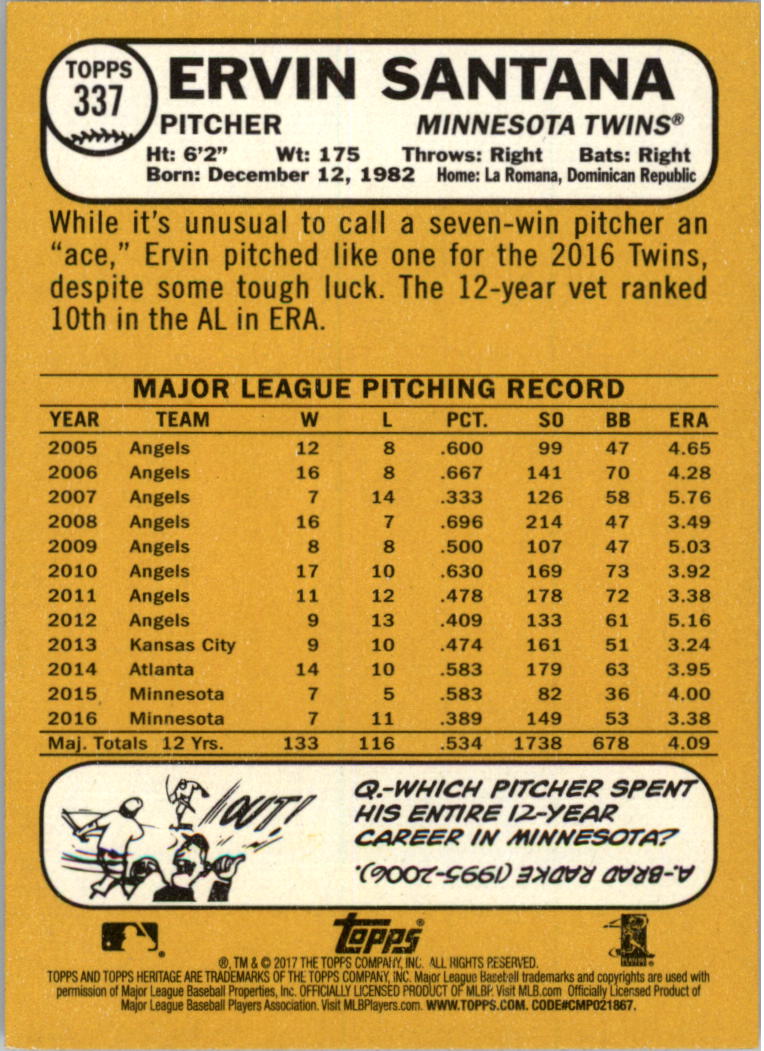 TOPPS
337
ERVIN SANTANA
PITCHER MINNESOTA TWINS®
Ht: 6'2" Wt: 175 Throws: Right Bats: Right
Born: December 12, 1982 Home: La Romana, Dominican Republic
While it's unusual to call a seven-win pitcher an
"ace," Ervin pitched like one for the 2016 Twins,
despite some tough luck. The 12-year vet ranked
10th in the AL in ERA.
MAJOR LEAGUE PITCHING RECORD
YEAR TEAM W L PCT. SO BB ERA
2005 Angels 12 8 .600 99 47 4.65
2006 Angels 16 8 .667 141 70 4.28
2007 Angels 7 14 .333 126 58 5.76
2008 Angels 16 7 .696 214 47 3.49
2009 Angels 8 8 .500 107 47 5.03
2010 Angels 17 10 .630 169 73 3.92
2011 Angels 11 12 .478 178 72 3.38
2012 Angels 9 13 .409 133 61 5.16
2013 Kansas City 9 10 .474 161 51 3.24
2014 Atlanta 14 10 .583 179 63 3.95
2015 Minnesota 7 5 .583 82 36 4.00
2016 Minnesota 7 11 .389 149 53 3.38
Maj. Totals 12 Yrs. 133 116 .534 1738 678 4.09
OUT!
Q.-WHICH PITCHER SPENT
HIS ENTIRE 12-YEAR
CAREER IN MINNESOTA?
A.-BRAD RADKE (1995-2006).
Topps®
®, TM & © 2017 THE TOPPS COMPANY, INC. ALL RIGHTS RESERVED.
TOPPS AND TOPPS HERITAGE ARE TRADEMARKS OF THE TOPPS COMPANY, INC. Major League Baseball trademarks and copyrights are used with
permission of Major League Baseball Properties, Inc. OFFICIALLY LICENSED PRODUCT OF MLBP. Visit MLB.com Officially Licensed Product of
Major League Baseball Players Association. Visit MLBPlayers.com. WWW.TOPPS.COM. CODE#CMP021867.